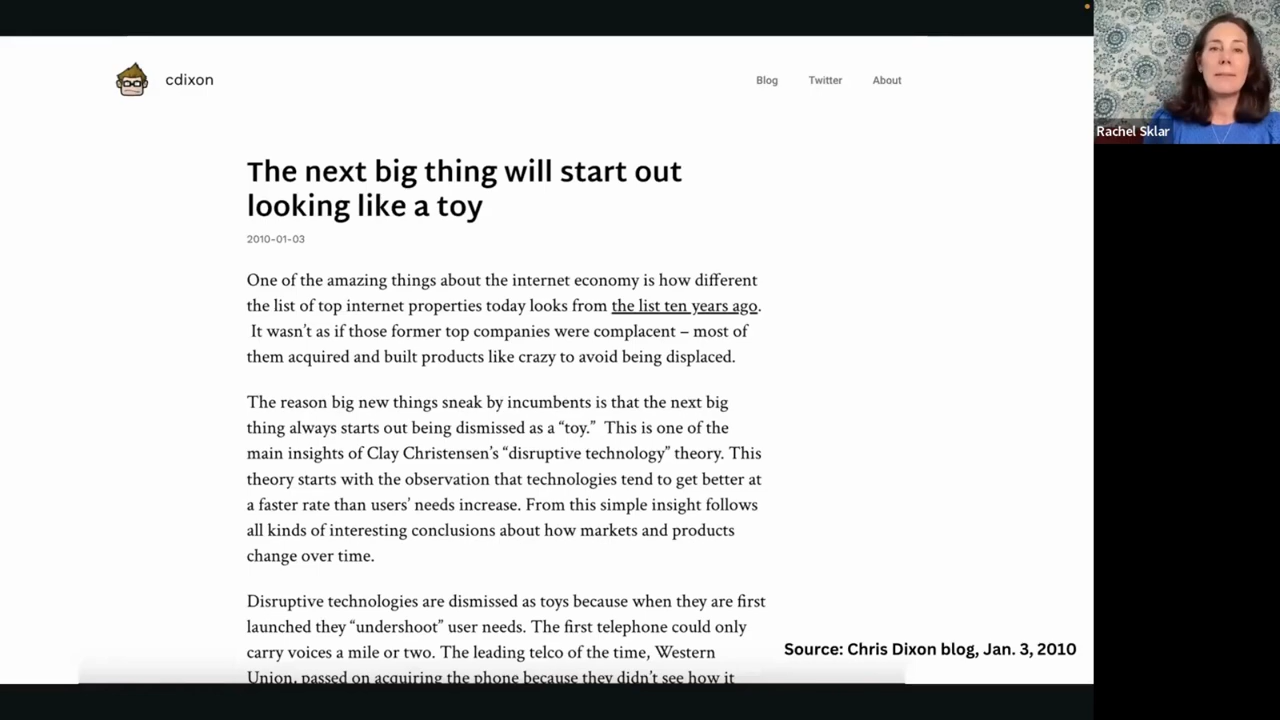 cdixon
Blog
Twitter
About
Rachel Sklar
The next big thing will start out
looking like a toy
2010-01-03
One of the amazing things about the internet economy is how different
the list of top internet properties today looks from the list ten years ago.
It wasn’t as if those former top companies were complacent – most of
them acquired and built products like crazy to avoid being displaced.
The reason big new things sneak by incumbents is that the next big
thing always starts out being dismissed as a “toy.” This is one of the
main insights of Clay Christensen’s “disruptive technology” theory. This
theory starts with the observation that technologies tend to get better at
a faster rate than users’ needs increase. From this simple insight follows
all kinds of interesting conclusions about how markets and products
change over time.
Disruptive technologies are dismissed as toys because when they are first
launched they “undershoot” user needs. The first telephone could only
carry voices a mile or two. The leading telco of the time, Western
Union, passed on acquiring the phone because they didn’t see how it
Source: Chris Dixon blog, Jan. 3, 2010